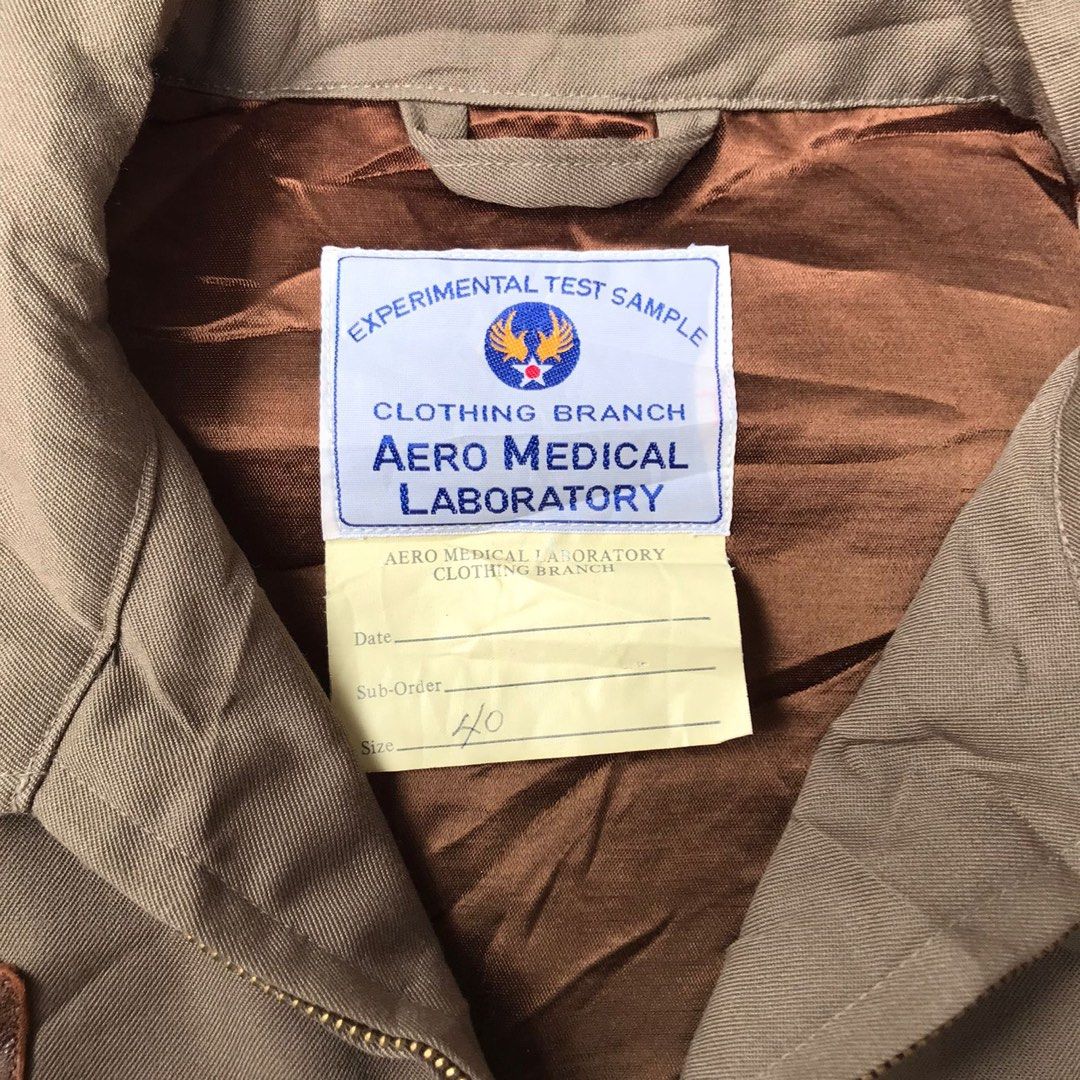 EXPERIMENTAL TEST SAMPLE
CLOTHING BRANCH
AERO MEDICAL
LABORATORY
AERO MEDICAL LABORATORY
CLOTHING BRANCH
Date
Sub-Order
Size 40